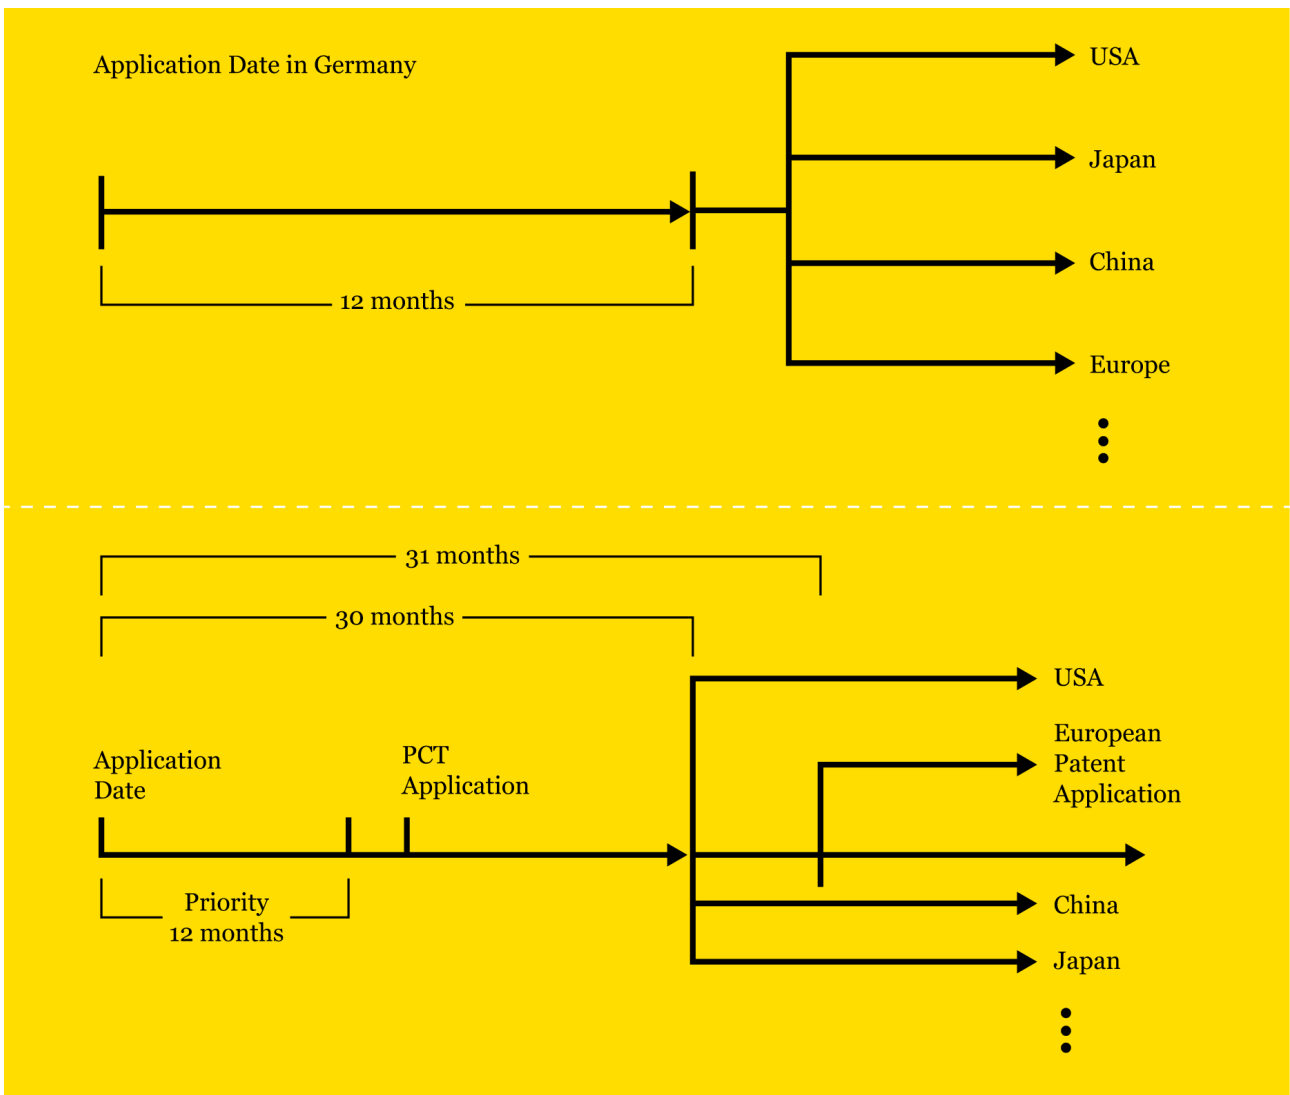 Application Date in Germany
USA
Japan
China
12 months
Europe
31 months
30 months
USA
European
Patent
Application
Application
Date
PCT
Application
Priority
12 months
China
Japan